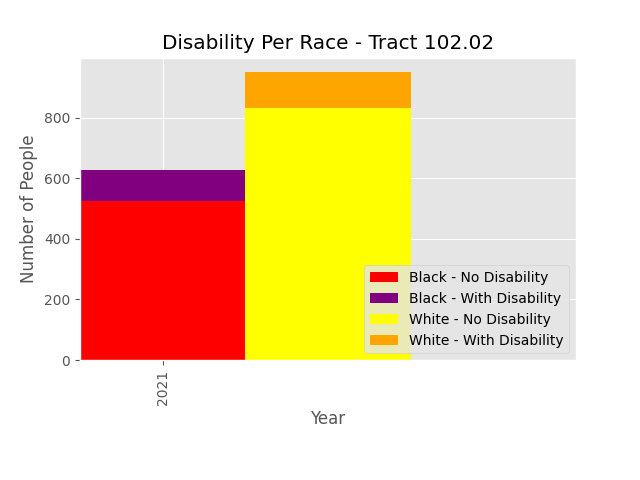 Disability Per Race - Tract 102.02
Number of People
800
600
400
200
0
2021
Year
Black - No Disability
Black - With Disability
White - No Disability
White - With Disability